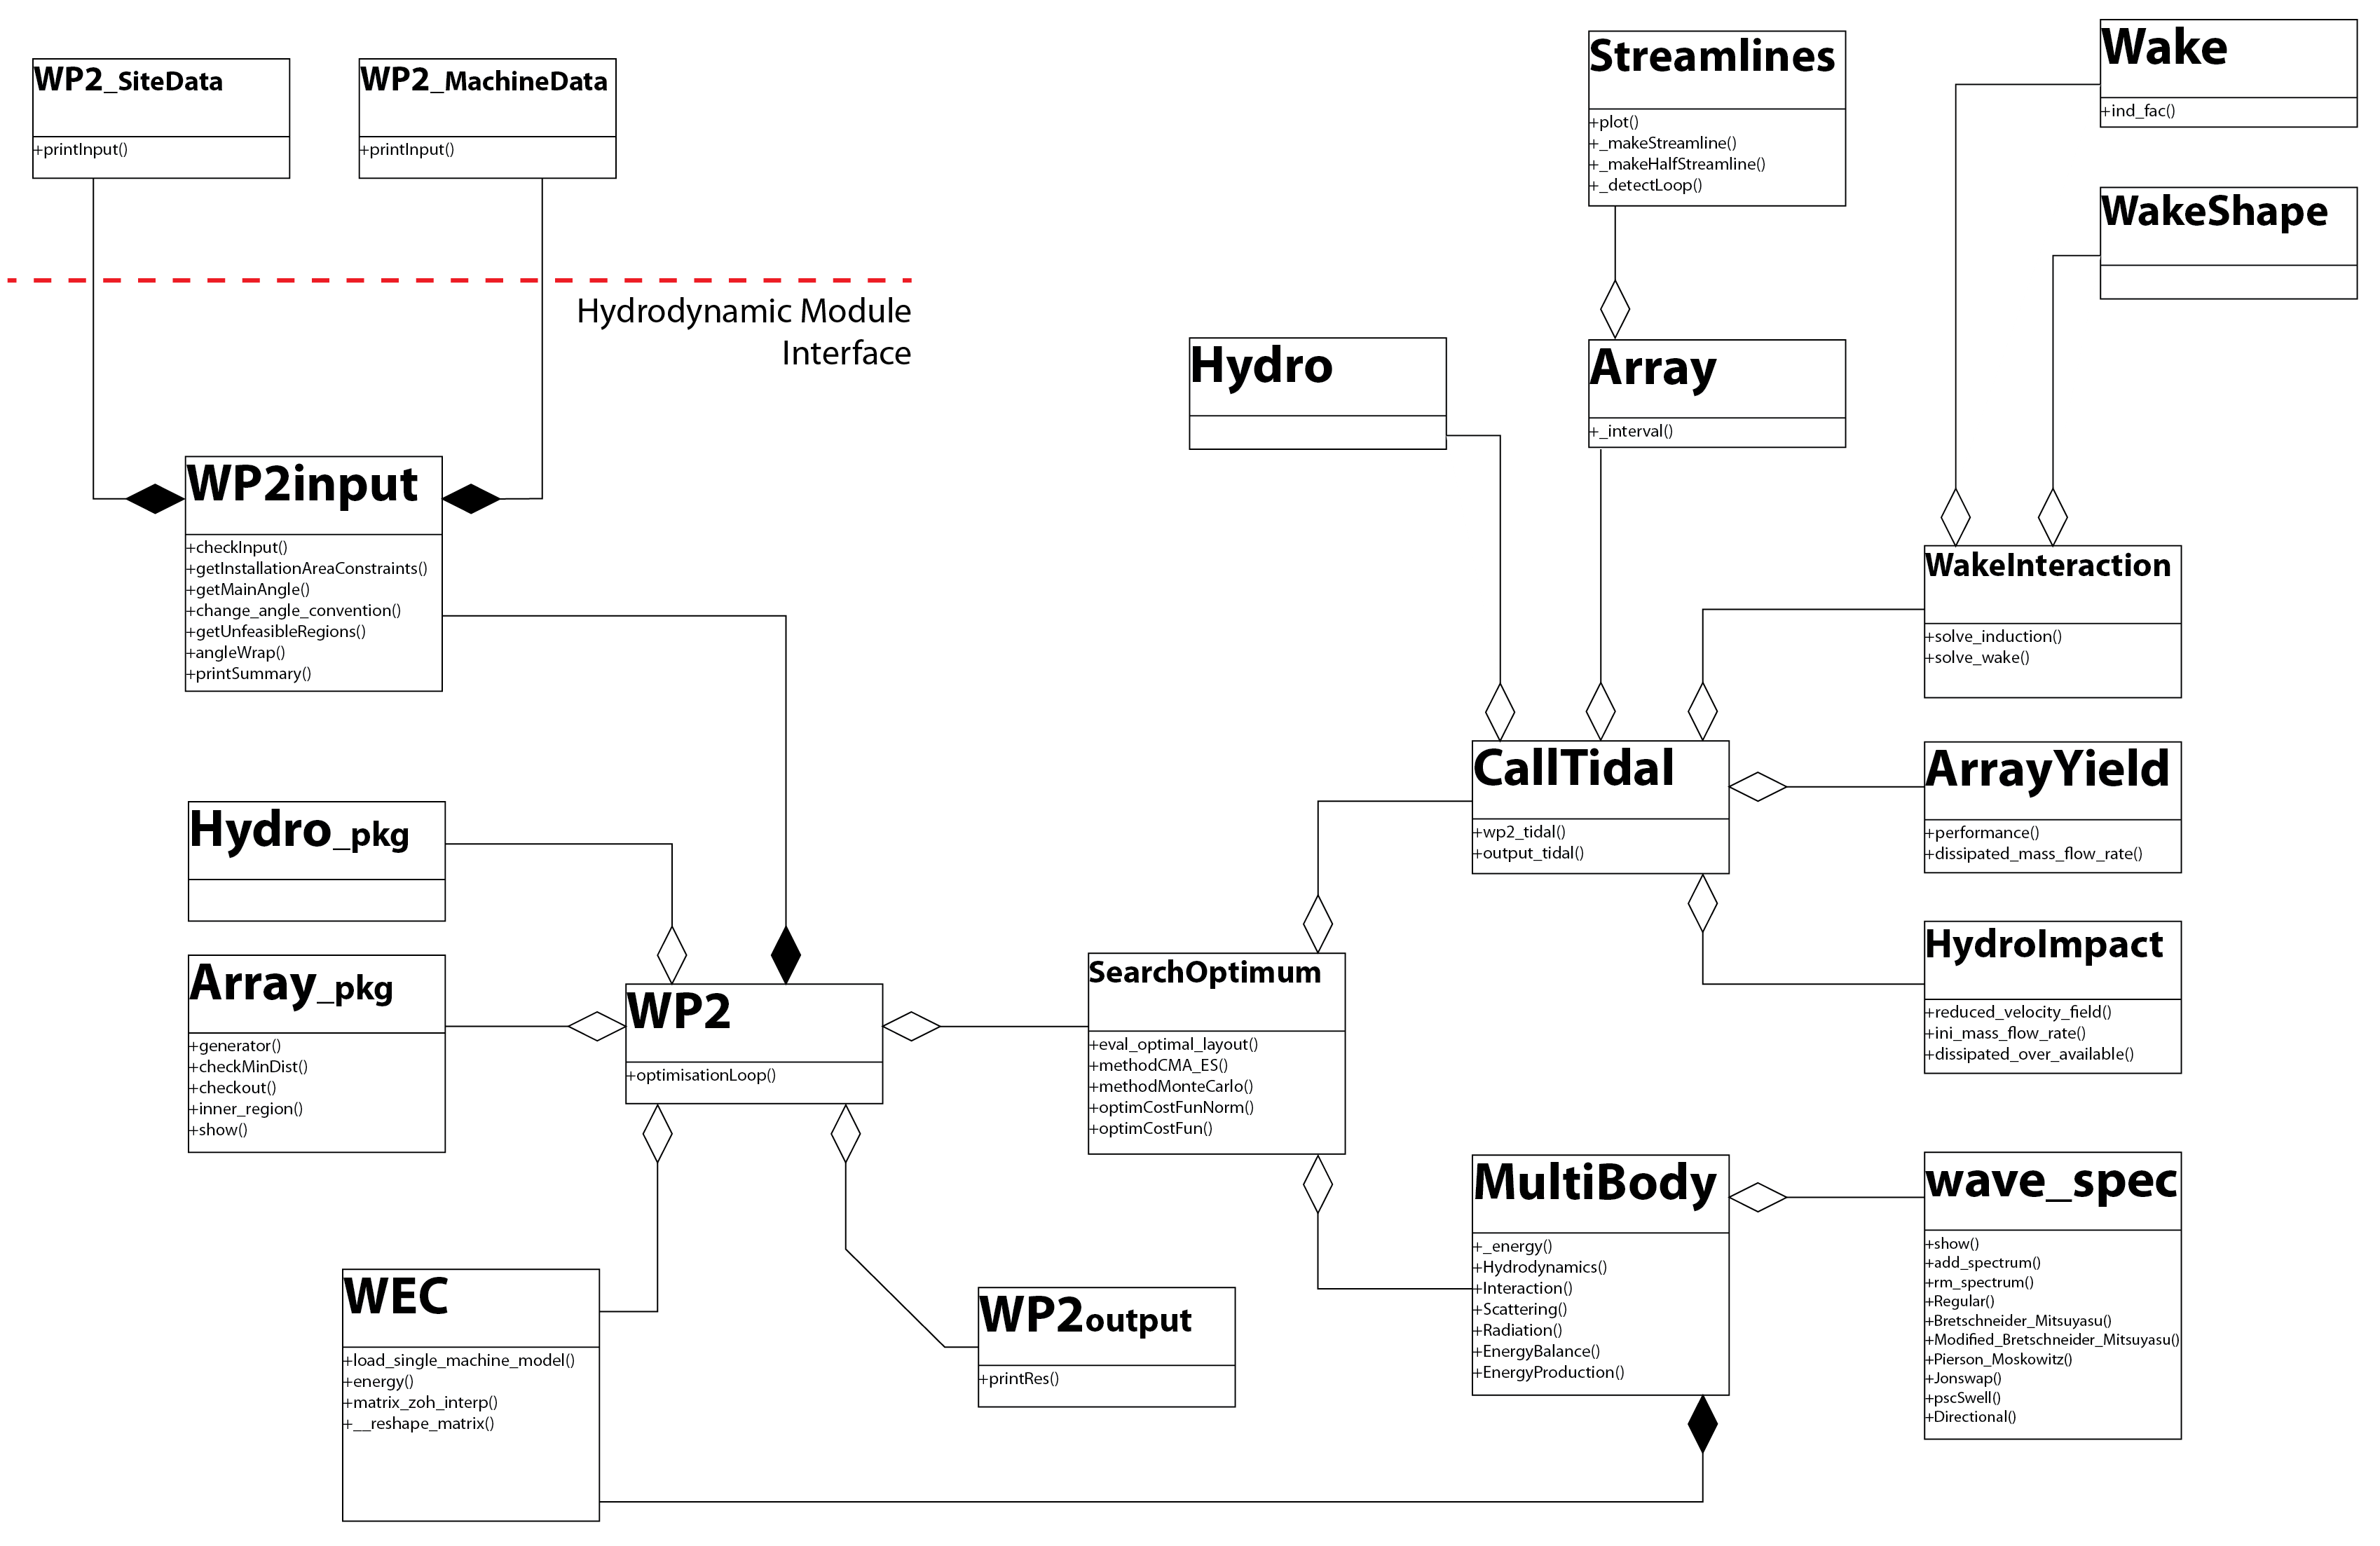 WP2_SiteData
+printInput()
WP2_MachineData
+printInput()
Hydrodynamic Module
Interface
WP2input
+checkInput()
+getInstallationAreaConstraints()
+getMainAngle()
+change_angle_convention()
+getUnfeasibleRegions()
+angleWrap()
+printSummary()
Streamlines
+plot()
+_makeStreamline()
+_makeHalfStreamline()
+_detectLoop()
Wake
+ind_fac()
WakeShape
Hydro
Array
+_interval()
WakeInteraction
+solve_induction()
+solve_wake()
CallTidal
+wp2_tidal()
+output_tidal()
ArrayYield
+performance()
+dissipated_mass_flow_rate()
HydroImpact
+reduced_velocity_field()
+ini_mass_flow_rate()
+dissipated_over_available()
Hydro_pkg
Array_pkg
+generator()
+checkMinDist()
+checkout()
+inner_region()
+show()
WP2
+optimisationLoop()
SearchOptimum
+eval_optimal_layout()
+methodCMA_ES()
+methodMonteCarlo()
+optimCostFunNorm()
+optimCostFun()
WEC
+load_single_machine_model()
+energy()
+matrix_zoh_interp()
+__reshape_matrix()
WP2output
+printRes()
MultiBody
+_energy()
+Hydrodynamics()
+Interaction()
+Scattering()
+Radiation()
+EnergyBalance()
+EnergyProduction()
wave_spec
+show()
+add_spectrum()
+rm_spectrum()
+Regular()
+Bretschneider_Mitsuyasu()
+Modified_Bretschneider_Mitsuyasu()
+Pierson_Moskowitz()
+Jonswap()
+pscSwell()
+Directional()